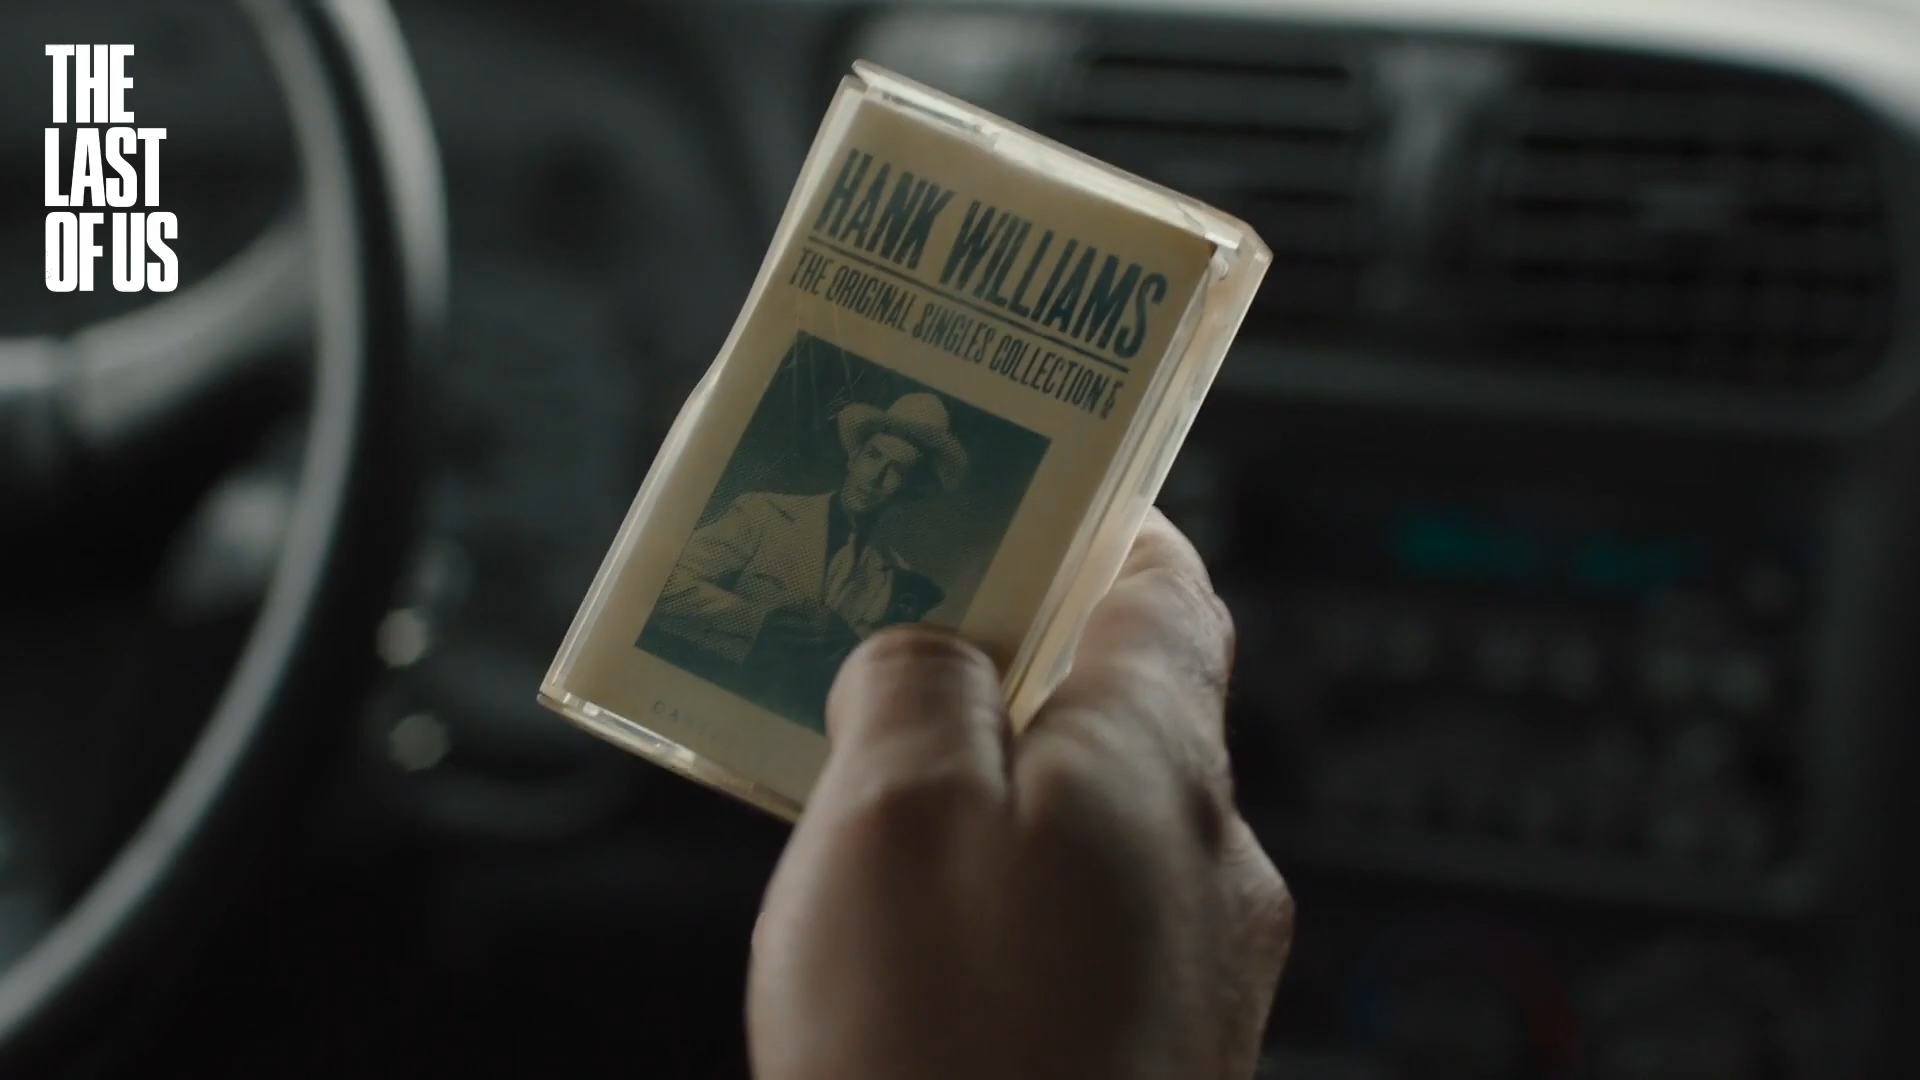 THE
LAST
OF US
HANK WILLIAMS
THE ORIGINAL SINGLES COLLECTION